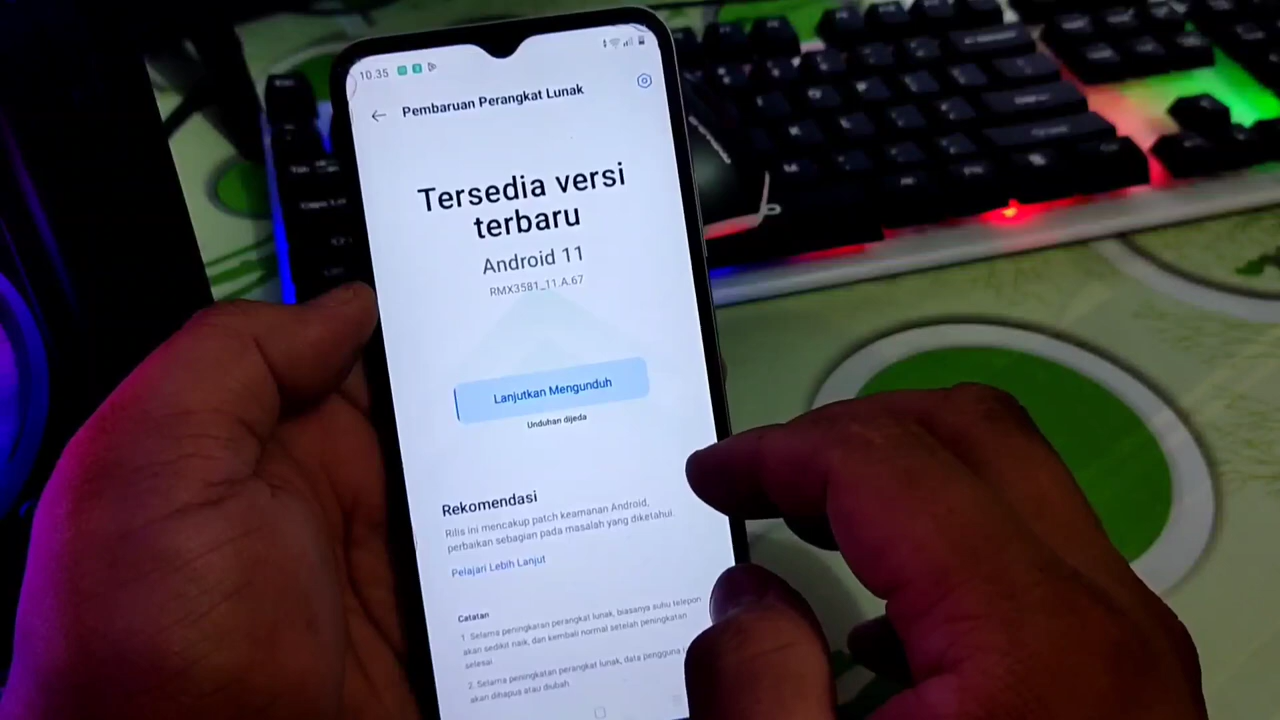 10.35
Pembaruan Perangkat Lunak
Tersedia versi
terbaru
Android 11
RMX3581_11.A.67
Lanjutkan Mengunduh
Unduhan dijeda
Rekomendasi
Rilis ini mencakup patch keamanan Android,
perbaikan sebagian pada masalah yang diketahui.
Pelajari Lebih Lanjut
Catatan
1. Selama peningkatan perangkat lunak, biasanya suhu telepon
akan sedikit naik, dan kembali normal setelah peningkatan
selesai.
2. Selama peningkatan perangkat lunak, data pengguna
akan dihapus atau diubah.